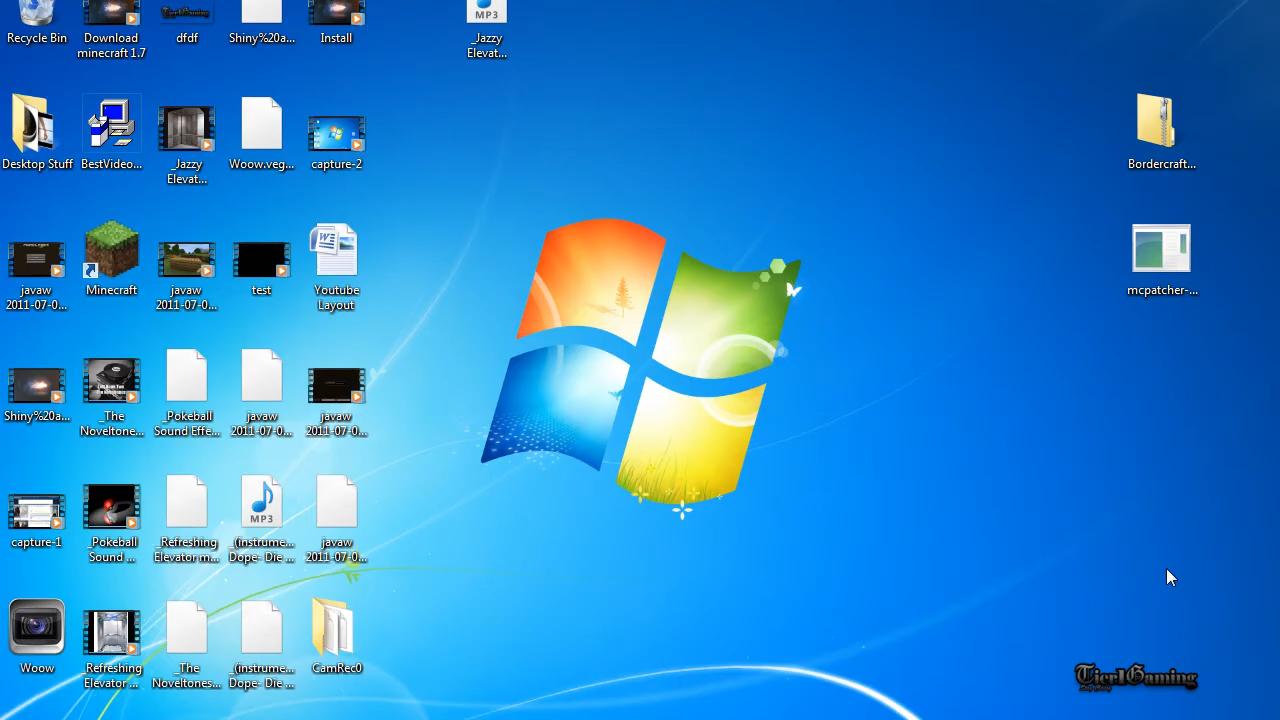 Recycle Bin
Download
minecraft 1.7
dfdf
Shiny%20a...
Install
MP3
_Jazzy
Elevat...
Desktop Stuff
BestVideo...
_Jazzy
Elevat...
Woow.veg...
capture-2
Bordercraft...
javaw
2011-07-0...
Minecraft
javaw
2011-07-0...
test
Youtube
Layout
mcpatcher-...
Shiny%20a...
_The
Noveltone...
_Pokeball
Sound Effe...
javaw
2011-07-0...
javaw
2011-07-0...
capture-1
_Pokeball
Sound ...
_Refreshing
Elevator m...
MP3
_(instrume...
Dope- Die ...
javaw
2011-07-0...
Woow
_Refreshing
Elevator ...
_The
Noveltones...
_(instrume...
Dope- Die ...
CamRec0
Tier1Gaming